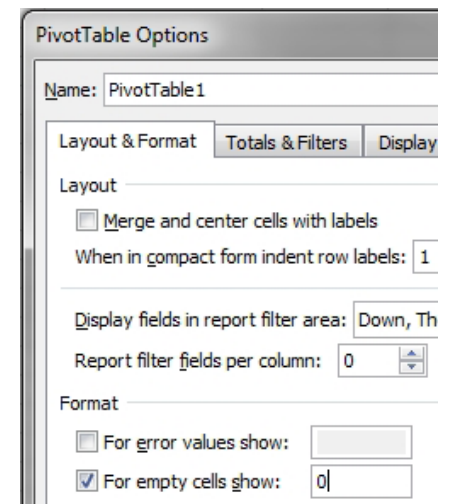 PivotTable Options
Name: PivotTable1
Layout & Format Totals & Filters Display
Layout
Merge and center cells with labels
When in compact form indent row labels: 1
Display fields in report filter area: Down, Th
Report filter fields per column: 0
Format
For error values show:
For empty cells show: 0